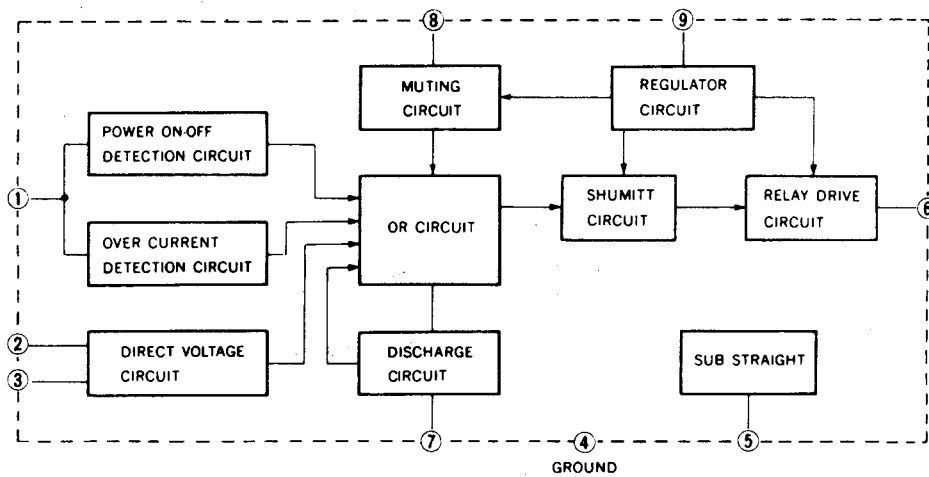 8
9
MUTING
CIRCUIT
REGULATOR
CIRCUIT
POWER ON-OFF
DETECTION CIRCUIT
1
OR CIRCUIT
SHUMITT
CIRCUIT
RELAY DRIVE
CIRCUIT
6
OVER CURRENT
DETECTION CIRCUIT
2
3
DIRECT VOLTAGE
CIRCUIT
DISCHARGE
CIRCUIT
SUB STRAIGHT
7
4
5
GROUND